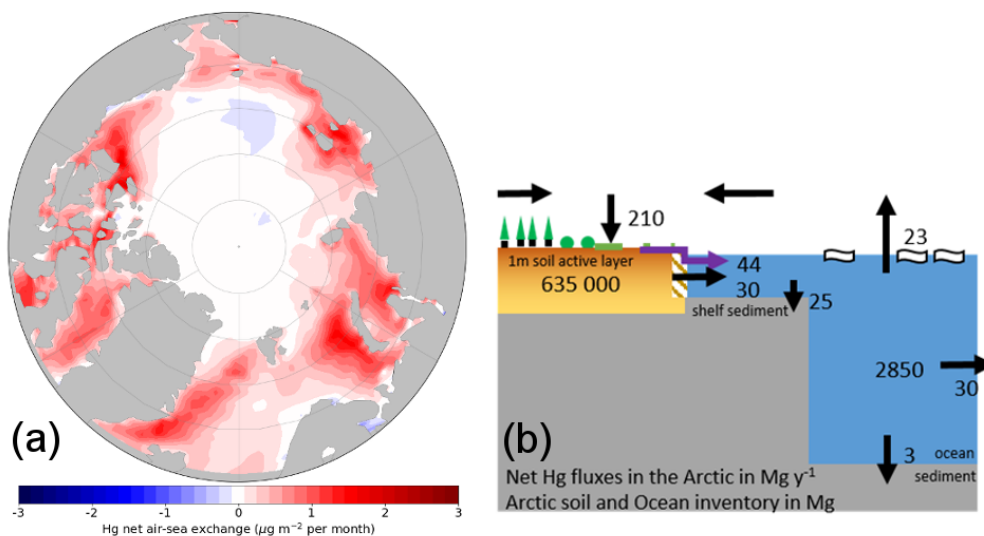 (a)
-3 -2 -1 0 1 2 3
Hg net air-sea exchange (μg m⁻² per month)
210
23
1m soil active layer
635 000
44
30
25
shelf sediment
2850
30
3
ocean
sediment
(b)
Net Hg fluxes in the Arctic in Mg y⁻¹
Arctic soil and Ocean inventory in Mg